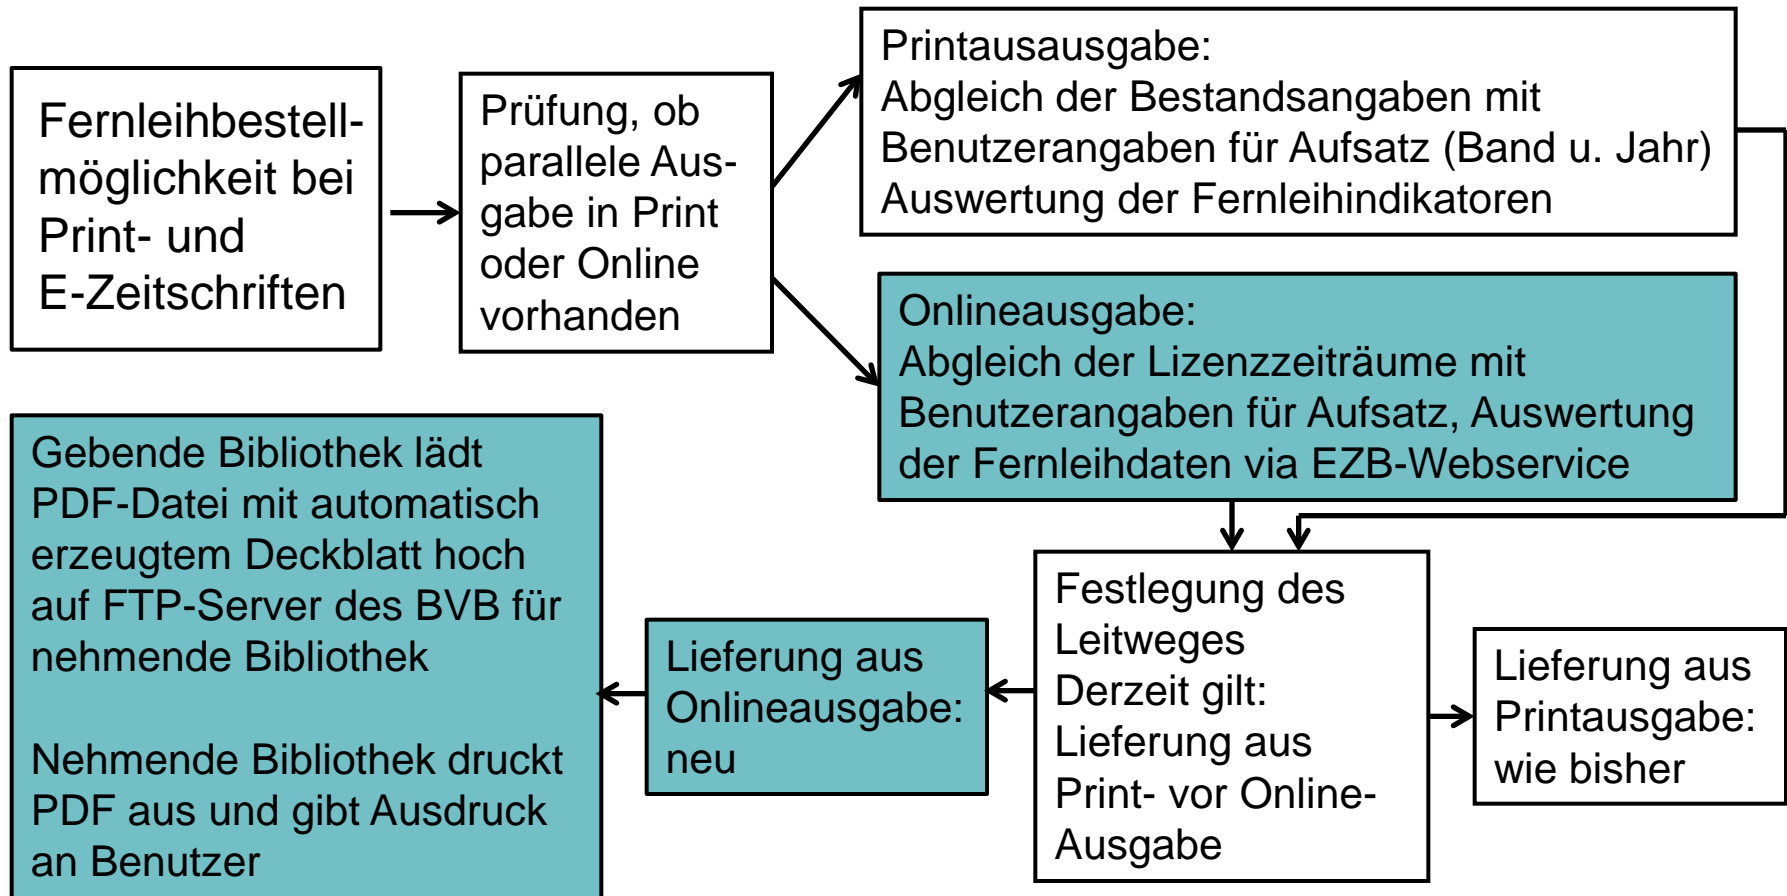 Fernleihbestell-
möglichkeit bei
Print- und
E-Zeitschriften
Prüfung, ob
parallele Aus-
gabe in Print
oder Online
vorhanden
Printausausgabe:
Abgleich der Bestandsangaben mit
Benutzerangaben für Aufsatz (Band u. Jahr)
Auswertung der Fernleihindikatoren
Onlineausgabe:
Abgleich der Lizenzzeiträume mit
Benutzerangaben für Aufsatz, Auswertung
der Fernleihdaten via EZB-Webservice
Festlegung des
Leitweges
Derzeit gilt:
Lieferung aus
Print- vor Online-
Ausgabe
Lieferung aus
Printausgabe:
wie bisher
Lieferung aus
Onlineausgabe:
neu
Gebende Bibliothek lädt
PDF-Datei mit automatisch
erzeugtem Deckblatt hoch
auf FTP-Server des BVB für
nehmende Bibliothek
Nehmende Bibliothek druckt
PDF aus und gibt Ausdruck
an Benutzer